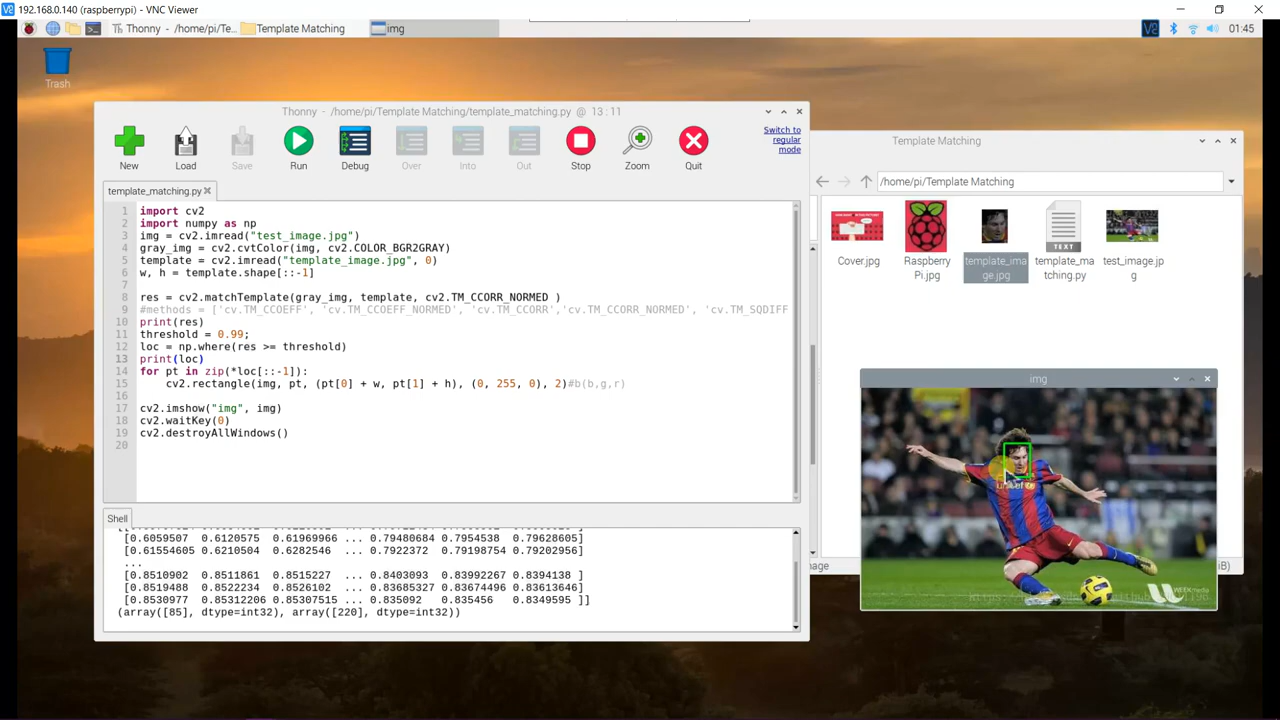 192.168.0.140 (raspberrypi) - VNC Viewer
Thonny - /home/pi/Te...
Template Matching
img
01:45
Trash
Thonny - /home/pi/Template Matching/template_matching.py @ 13 : 11
New
Load
Save
Run
Debug
Over
Into
Out
Stop
Zoom
Quit
Switch to
regular
mode
template_matching.py
1 import cv2
2 import numpy as np
3 img = cv2.imread("test_image.jpg")
4 gray_img = cv2.cvtColor(img, cv2.COLOR_BGR2GRAY)
5 template = cv2.imread("template_image.jpg", 0)
6 w, h = template.shape[::-1]
7
8 res = cv2.matchTemplate(gray_img, template, cv2.TM_CCORR_NORMED )
9 #methods = ['cv.TM_CCOEFF', 'cv.TM_CCOEFF_NORMED', 'cv.TM_CCORR','cv.TM_CCORR_NORMED', 'cv.TM_SQDIFF
10 print(res)
11 threshold = 0.99;
12 loc = np.where(res >= threshold)
13 print(loc)
14 for pt in zip(*loc[::-1]):
15 cv2.rectangle(img, pt, (pt[0] + w, pt[1] + h), (0, 255, 0), 2)#b(b,g,r)
16
17 cv2.imshow("img", img)
18 cv2.waitKey(0)
19 cv2.destroyAllWindows()
20
Shell
[0.6059507 0.6120575 0.61969966 ... 0.79480684 0.7954538 0.79628605]
[0.61554605 0.6210504 0.6282546 ... 0.7922372 0.79198754 0.79202956]
...
[0.8510902 0.8511861 0.8515227 ... 0.8403093 0.83992267 0.8394138 ]
[0.8519488 0.8522234 0.8526102 ... 0.83685327 0.83674496 0.83613646]
[0.8530977 0.85312206 0.85307515 ... 0.835092 0.835456 0.8349595 ]]
(array([85], dtype=int32), array([220], dtype=int32))
Template Matching
/home/pi/Template Matching
Cover.jpg
Raspberry
Pi.jpg
template_ima
ge.jpg
TEXT
template_ma
tching.py
test_image.jp
g
img
unicef